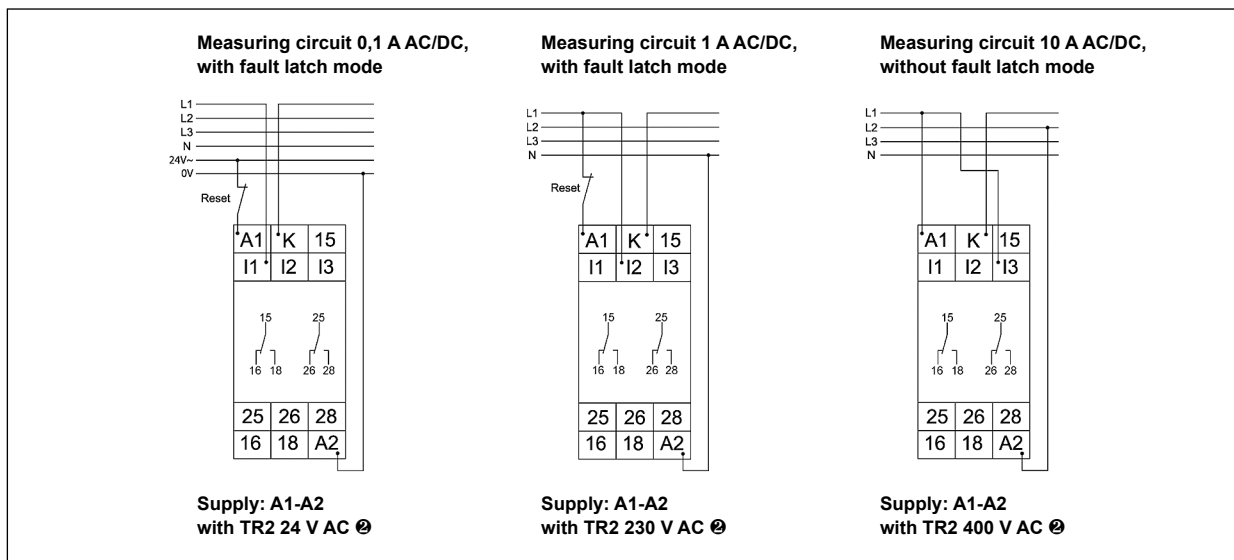 Measuring circuit 0,1 A AC/DC,
with fault latch mode
L1
L2
L3
N
24V~
0V
Reset
A1 K 15
I1 I2 I3
15 25
16 18 26 28
25 26 28
16 18 A2
Supply: A1-A2
with TR2 24 V AC ❷
Measuring circuit 1 A AC/DC,
with fault latch mode
L1
L2
L3
N
Reset
A1 K 15
I1 I2 I3
15 25
16 18 26 28
25 26 28
16 18 A2
Supply: A1-A2
with TR2 230 V AC ❷
Measuring circuit 10 A AC/DC,
without fault latch mode
L1
L2
L3
N
A1 K 15
I1 I2 I3
15 25
16 18 26 28
25 26 28
16 18 A2
Supply: A1-A2
with TR2 400 V AC ❷